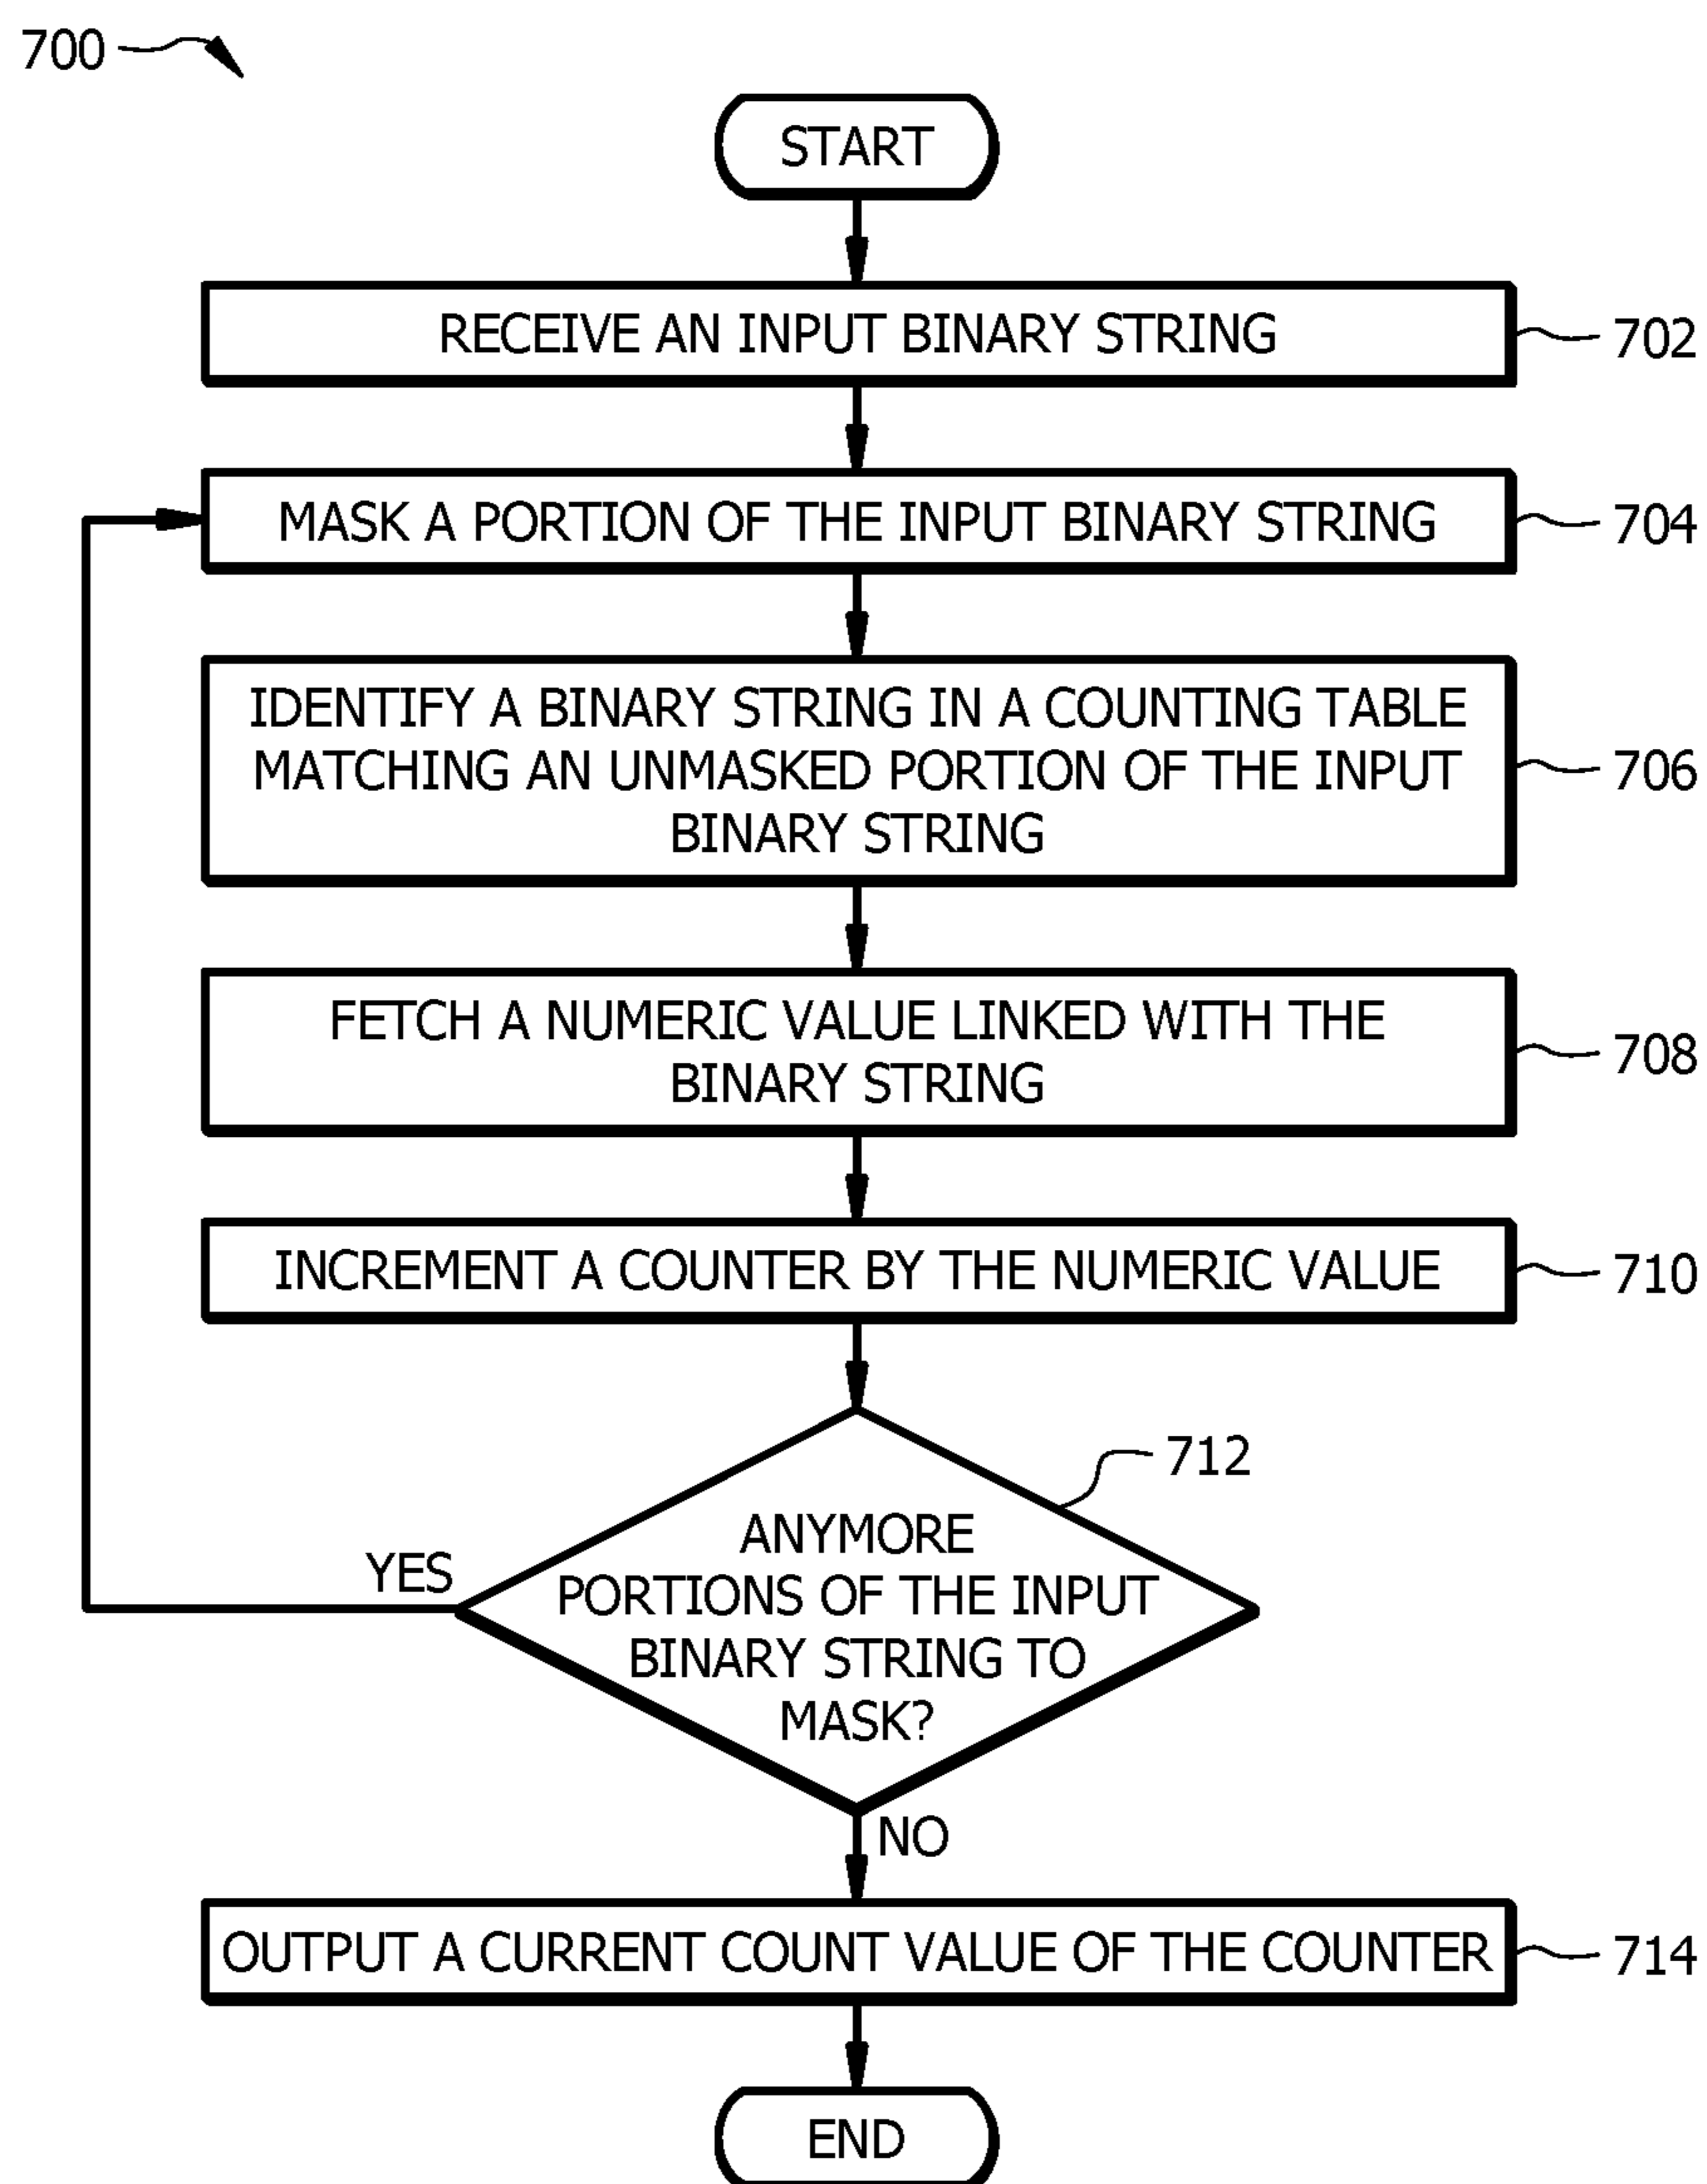 700
START
RECEIVE AN INPUT BINARY STRING
702
MASK A PORTION OF THE INPUT BINARY STRING
704
IDENTIFY A BINARY STRING IN A COUNTING TABLE
MATCHING AN UNMASKED PORTION OF THE INPUT
BINARY STRING
706
FETCH A NUMERIC VALUE LINKED WITH THE
BINARY STRING
708
INCREMENT A COUNTER BY THE NUMERIC VALUE
710
712
ANYMORE
PORTIONS OF THE INPUT
BINARY STRING TO
MASK?
YES
NO
OUTPUT A CURRENT COUNT VALUE OF THE COUNTER
714
END